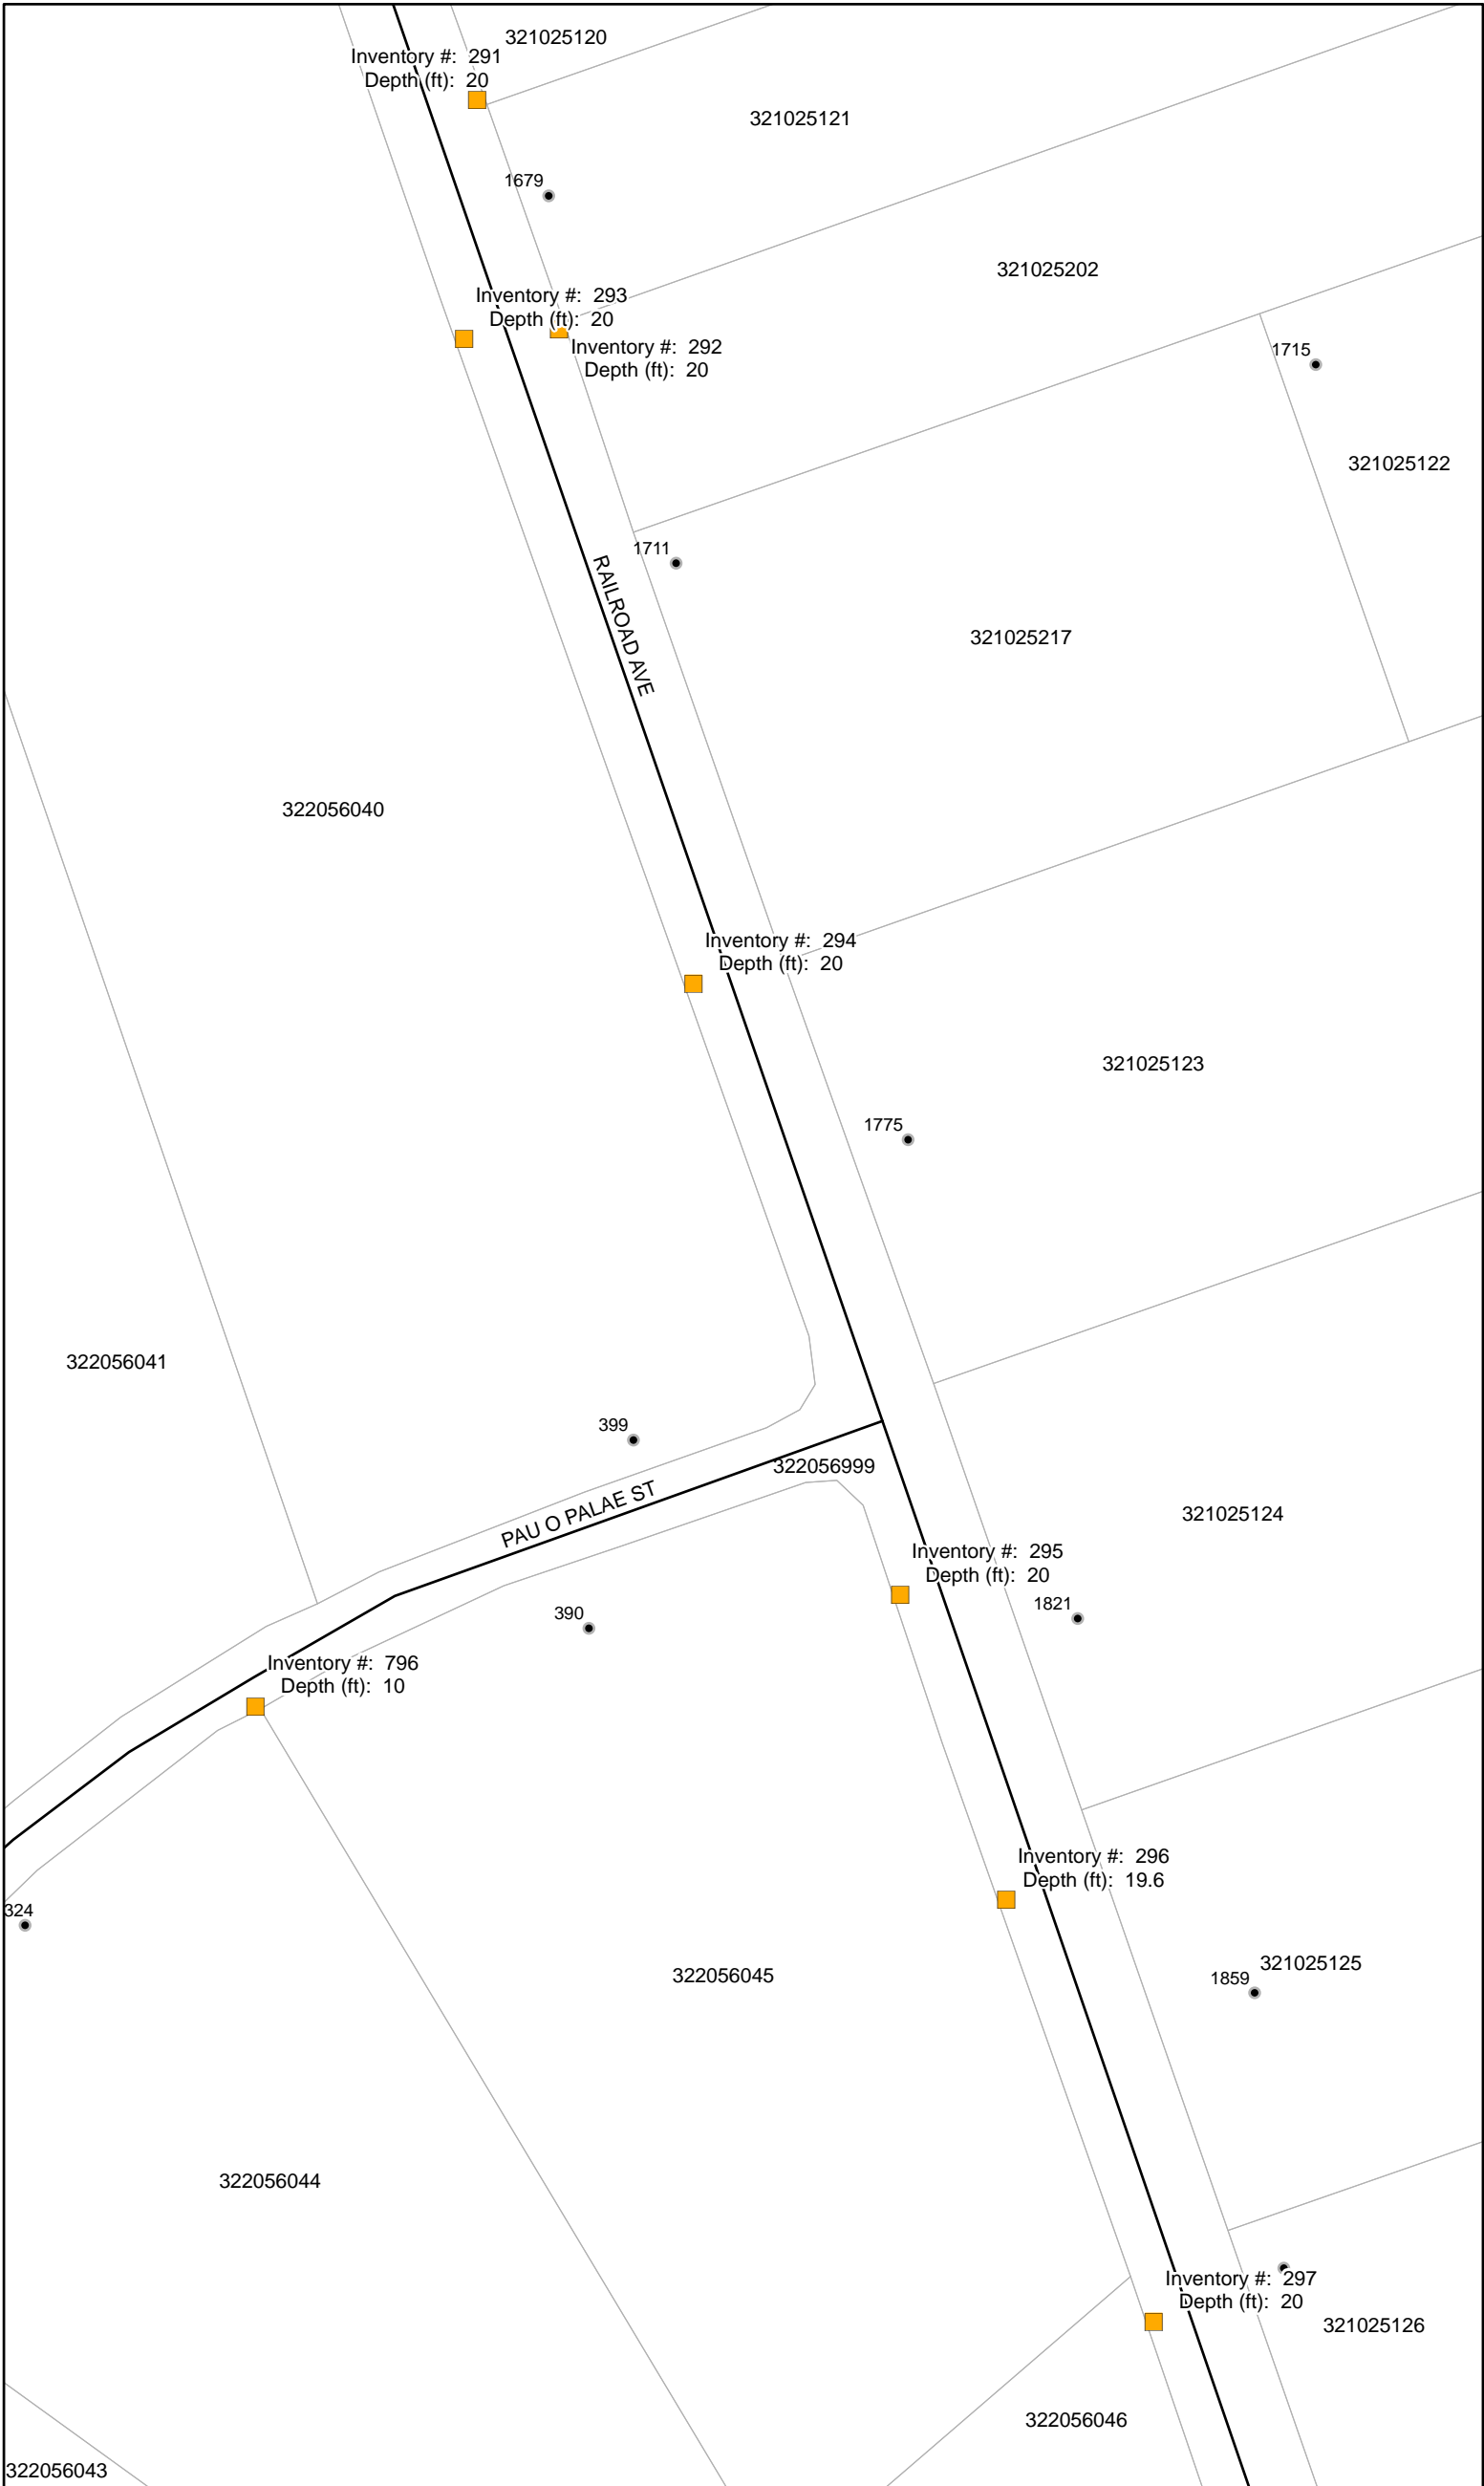 321025120
Inventory #: 291
Depth (ft): 20
321025121
1679
321025202
Inventory #: 293
Depth (ft): 20
Inventory #: 292
Depth (ft): 20
1715
321025122
1711
RAILROAD AVE
321025217
322056040
Inventory #: 294
Depth (ft): 20
321025123
1775
322056041
399
322056999
PAU O PALAE ST
321025124
Inventory #: 295
Depth (ft): 20
1821
390
Inventory #: 796
Depth (ft): 10
Inventory #: 296
Depth (ft): 19.6
324
321025125
1859
322056045
322056044
Inventory #: 297
Depth (ft): 20
321025126
322056046
322056043